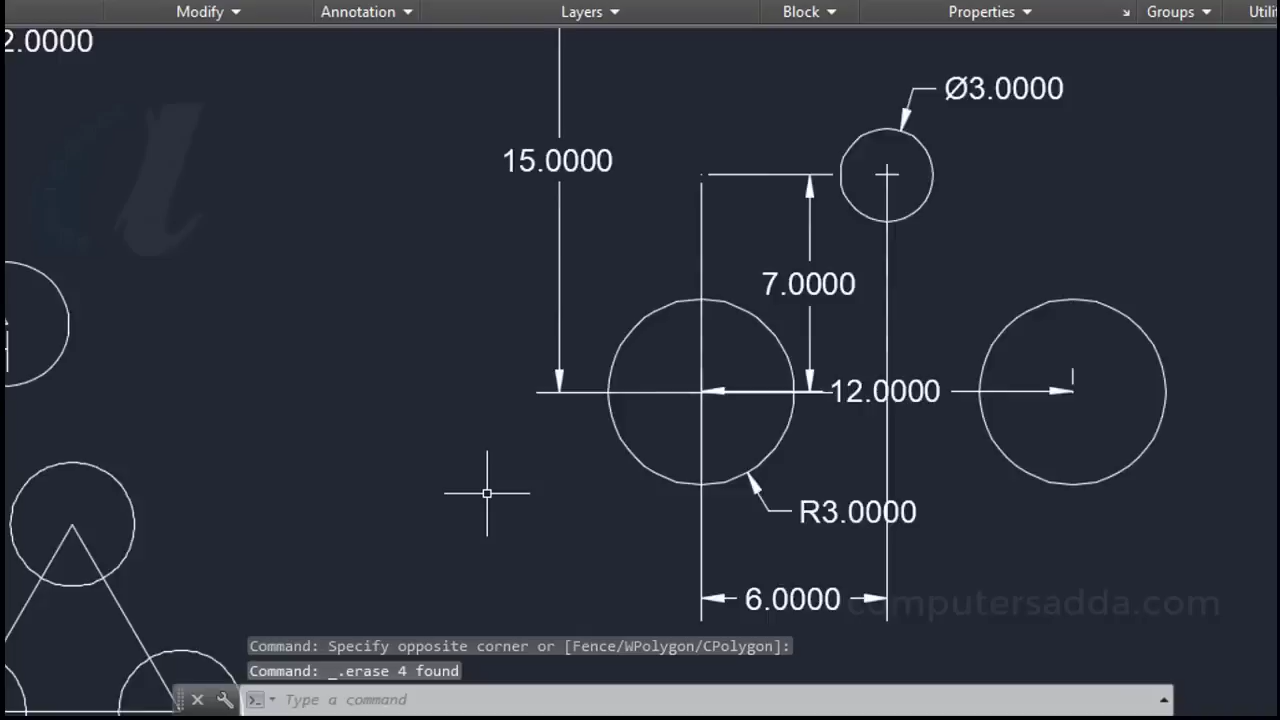 Modify
Annotation
Layers
Block
Properties
Groups
Utili
2.0000
Ø3.0000
15.0000
7.0000
12.0000
R3.0000
6.0000
computersadda.com
Command: Specify opposite corner or [Fence/WPolygon/CPolygon]:
Command: _.erase 4 found
Type a command